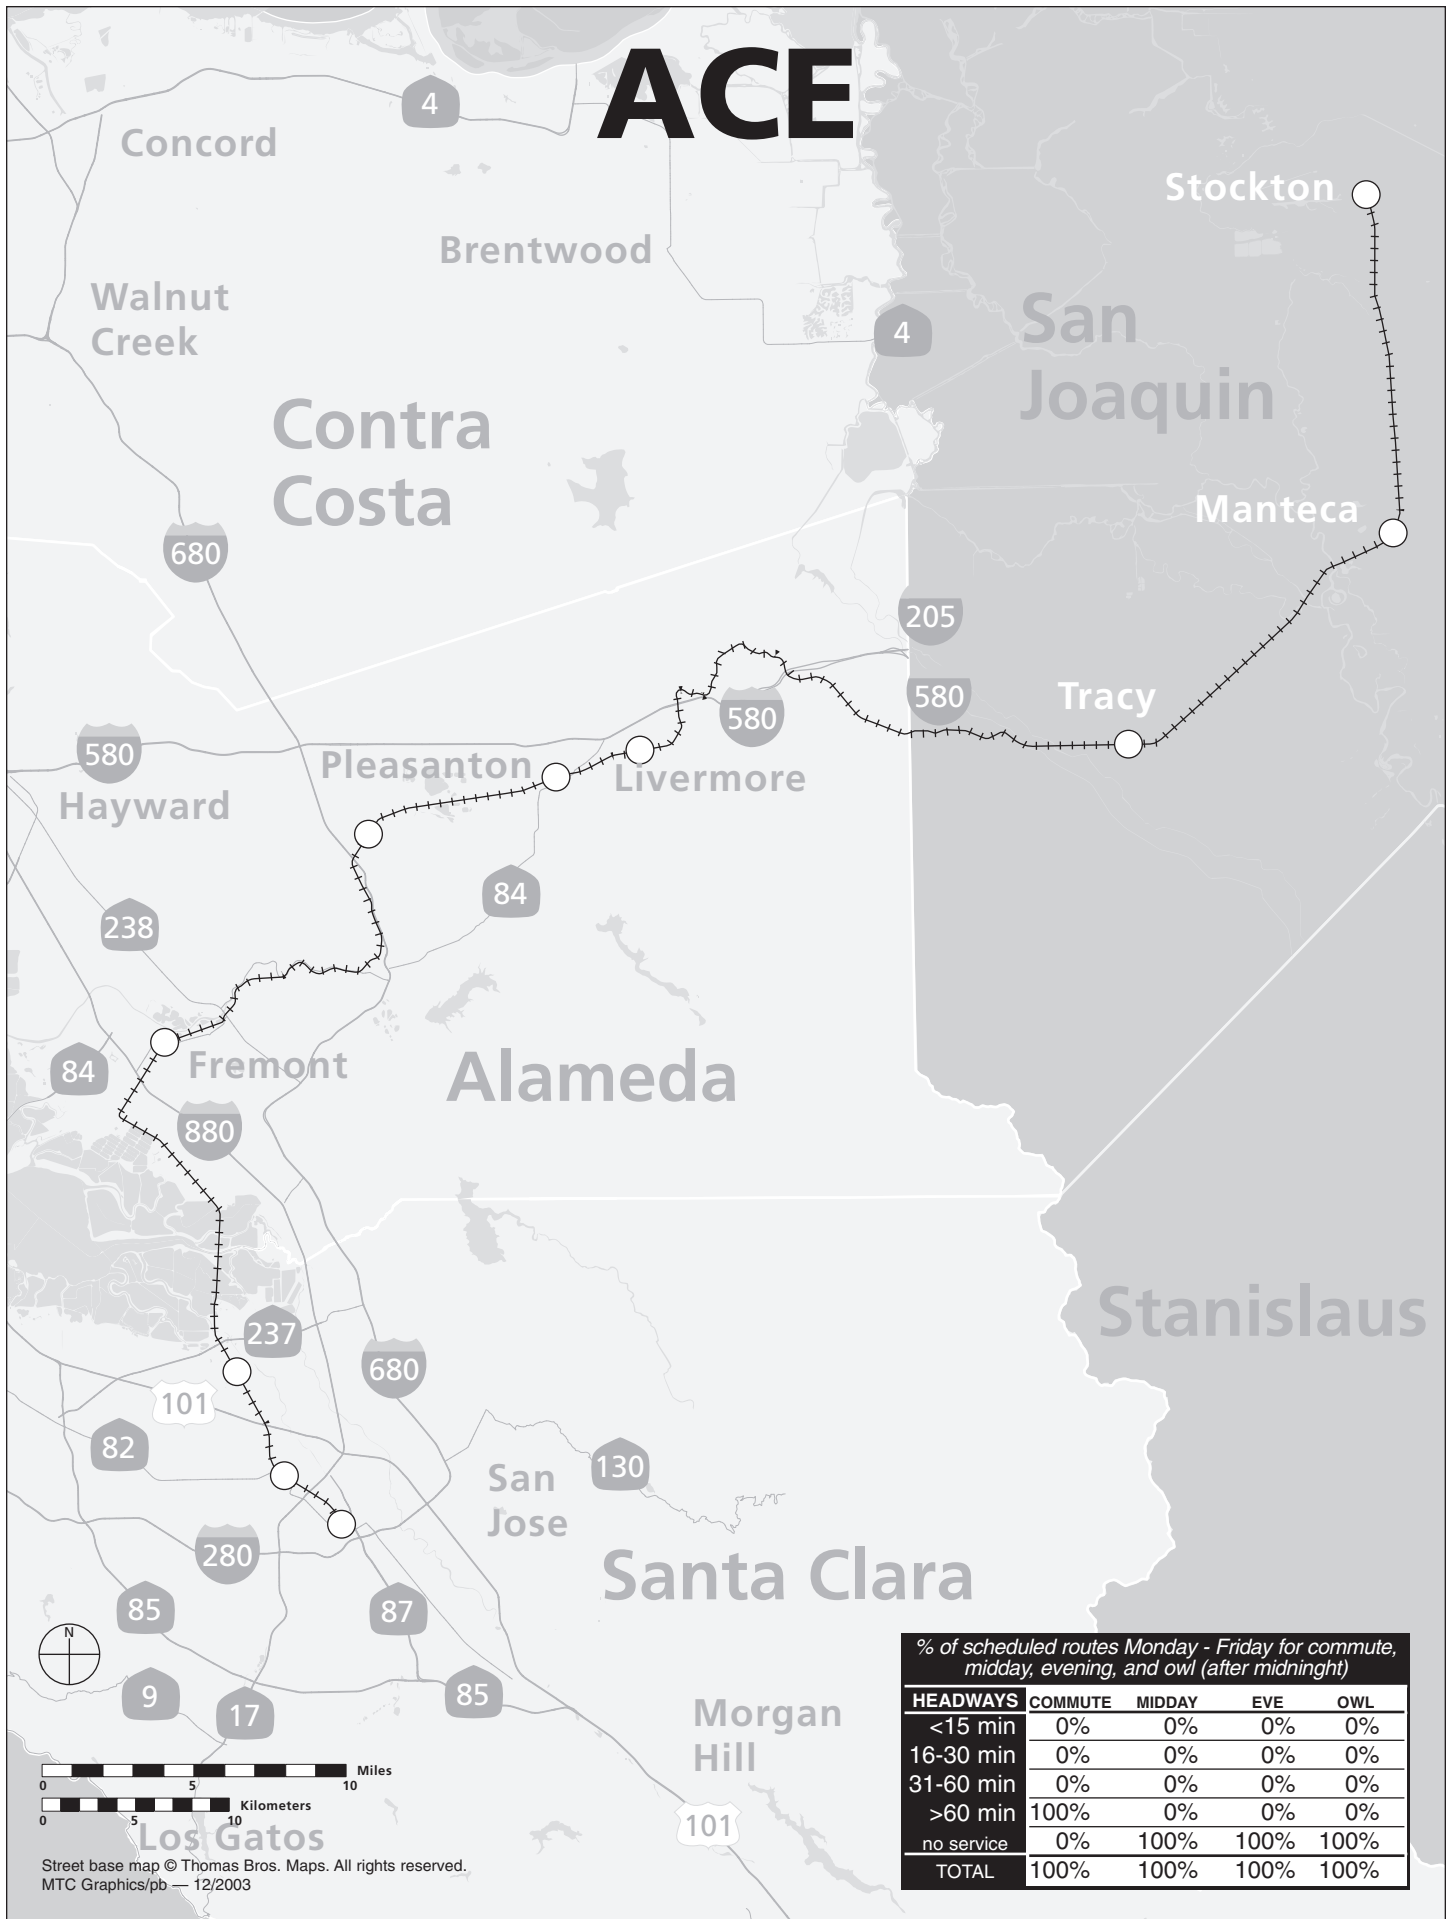 ACE
4
Concord
Stockton
Brentwood
Walnut
Creek
4
San
Joaquin
Contra
Costa
Manteca
680
205
580
Tracy
580
580
Pleasanton
Livermore
Hayward
84
238
84
Fremont
Alameda
880
Stanislaus
237
680
101
82
San
Jose
130
280
Santa Clara
85
87
N
9
17
85
Morgan
Hill
Miles
0 5 10
Kilometers
0 5 10
Los Gatos
101
Street base map © Thomas Bros. Maps. All rights reserved.
MTC Graphics/pb — 12/2003
% of scheduled routes Monday - Friday for commute,
midday, evening, and owl (after midninght)
HEADWAYS COMMUTE MIDDAY EVE OWL
<15 min 0% 0% 0% 0%
16-30 min 0% 0% 0% 0%
31-60 min 0% 0% 0% 0%
>60 min 100% 0% 0% 0%
no service 0% 100% 100% 100%
TOTAL 100% 100% 100% 100%